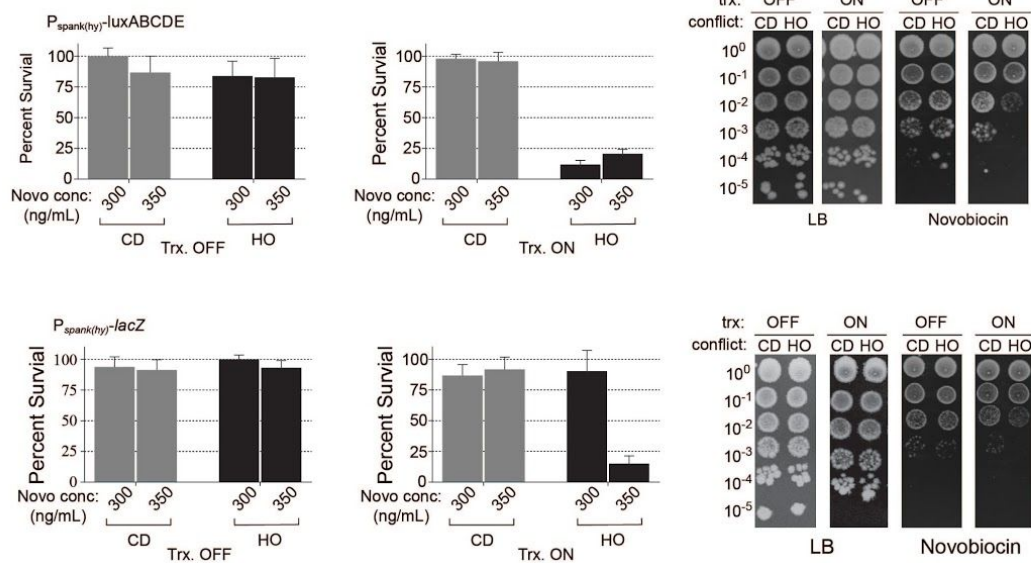 P_spank(hy)-luxABCDE
Percent Survial
100
75
50
25
0
Novo conc:
(ng/mL)
300 350 300 350
CD HO
Trx. OFF
Percent Survial
100
75
50
25
0
300 350 300 350
CD HO
Trx. ON
trx: OFF ON OFF ON
conflict: CD HO CD HO CD HO CD HO
10^0
10^-1
10^-2
10^-3
10^-4
10^-5
LB Novobiocin
P_spank(hy)-lacZ
Percent Survial
100
75
50
25
0
Novo conc:
(ng/mL)
300 350 300 350
CD HO
Trx. OFF
Percent Survial
100
75
50
25
0
Novo conc:
(ng/mL)
300 350 300 350
CD HO
Trx. ON
trx: OFF ON OFF ON
conflict: CD HO CD HO CD HO CD HO
10^0
10^-1
10^-2
10^-3
10^-4
10^-5
LB Novobiocin